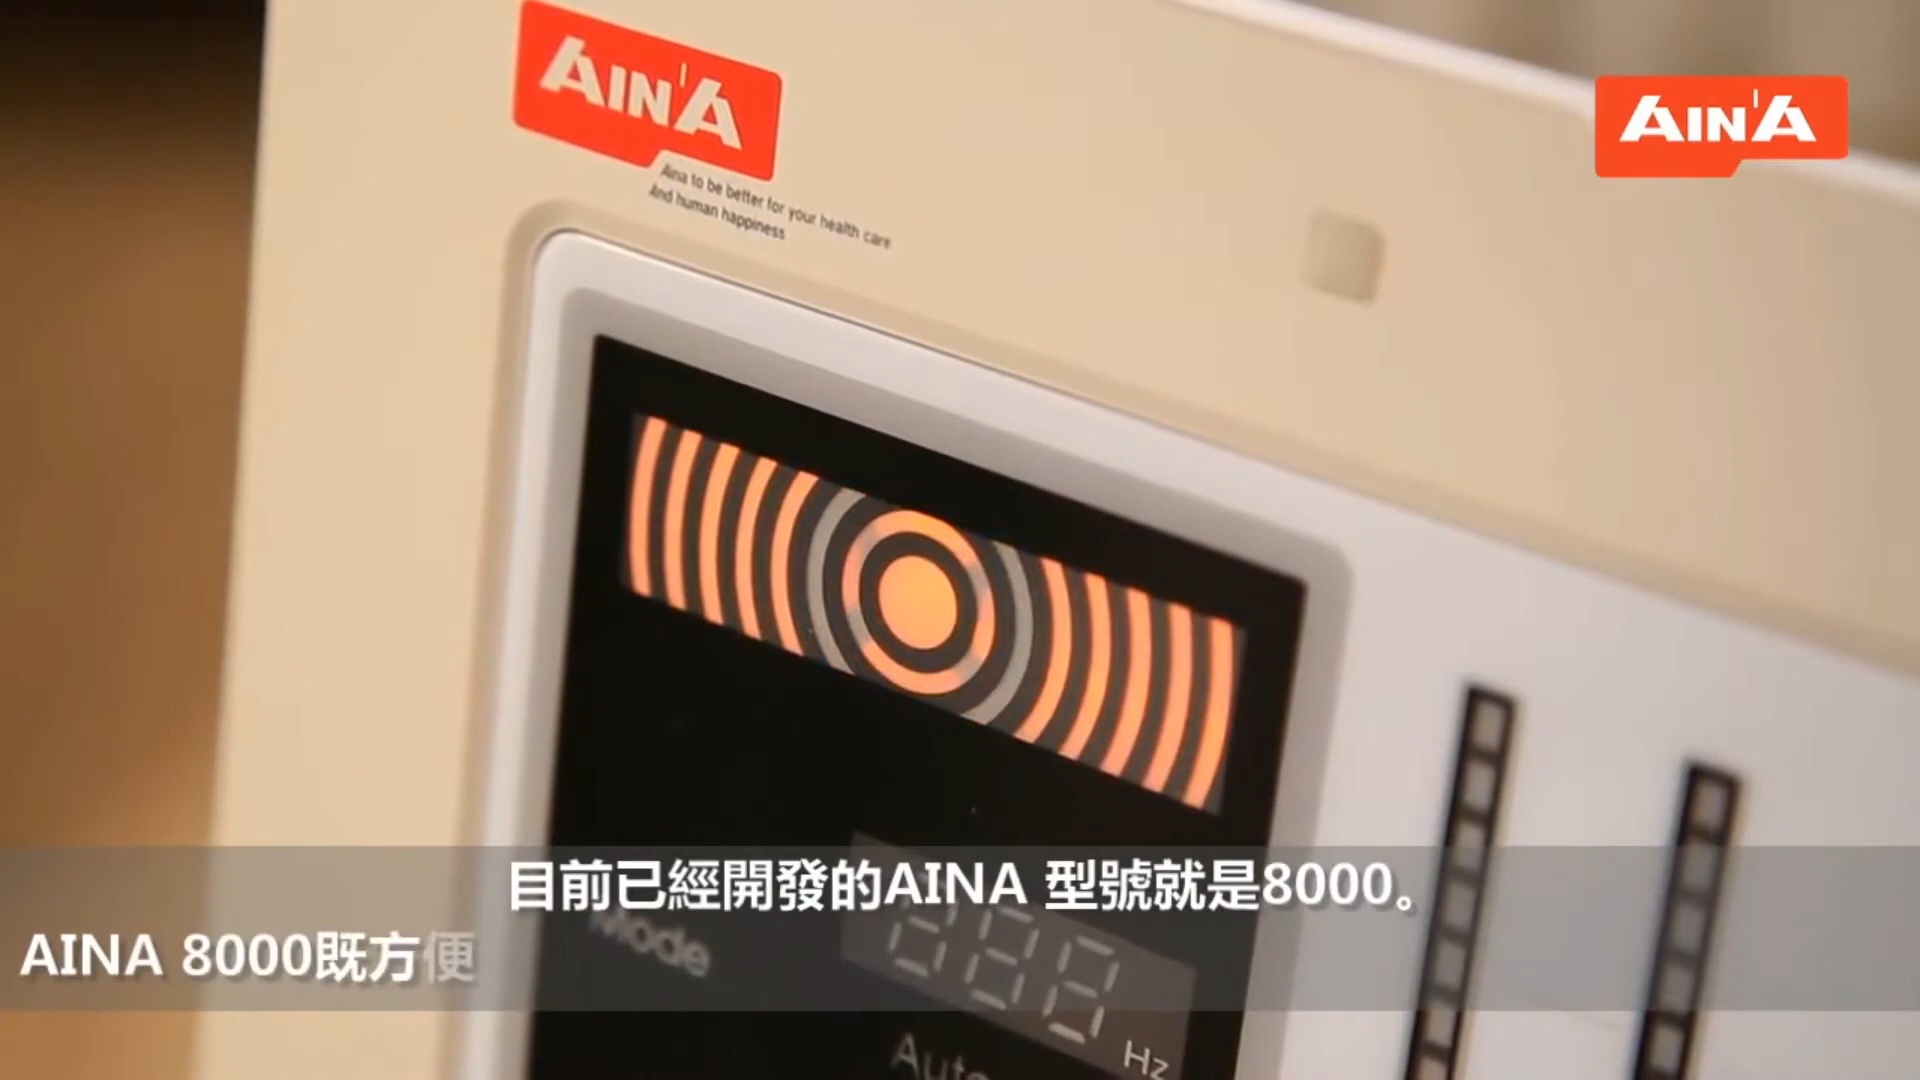 AIN'A
AIN'A
Aina to be better for your health care
And human happiness
目前已經開發的AINA 型號就是8000。
AINA 8000既方便
Mode
Hz
Auto